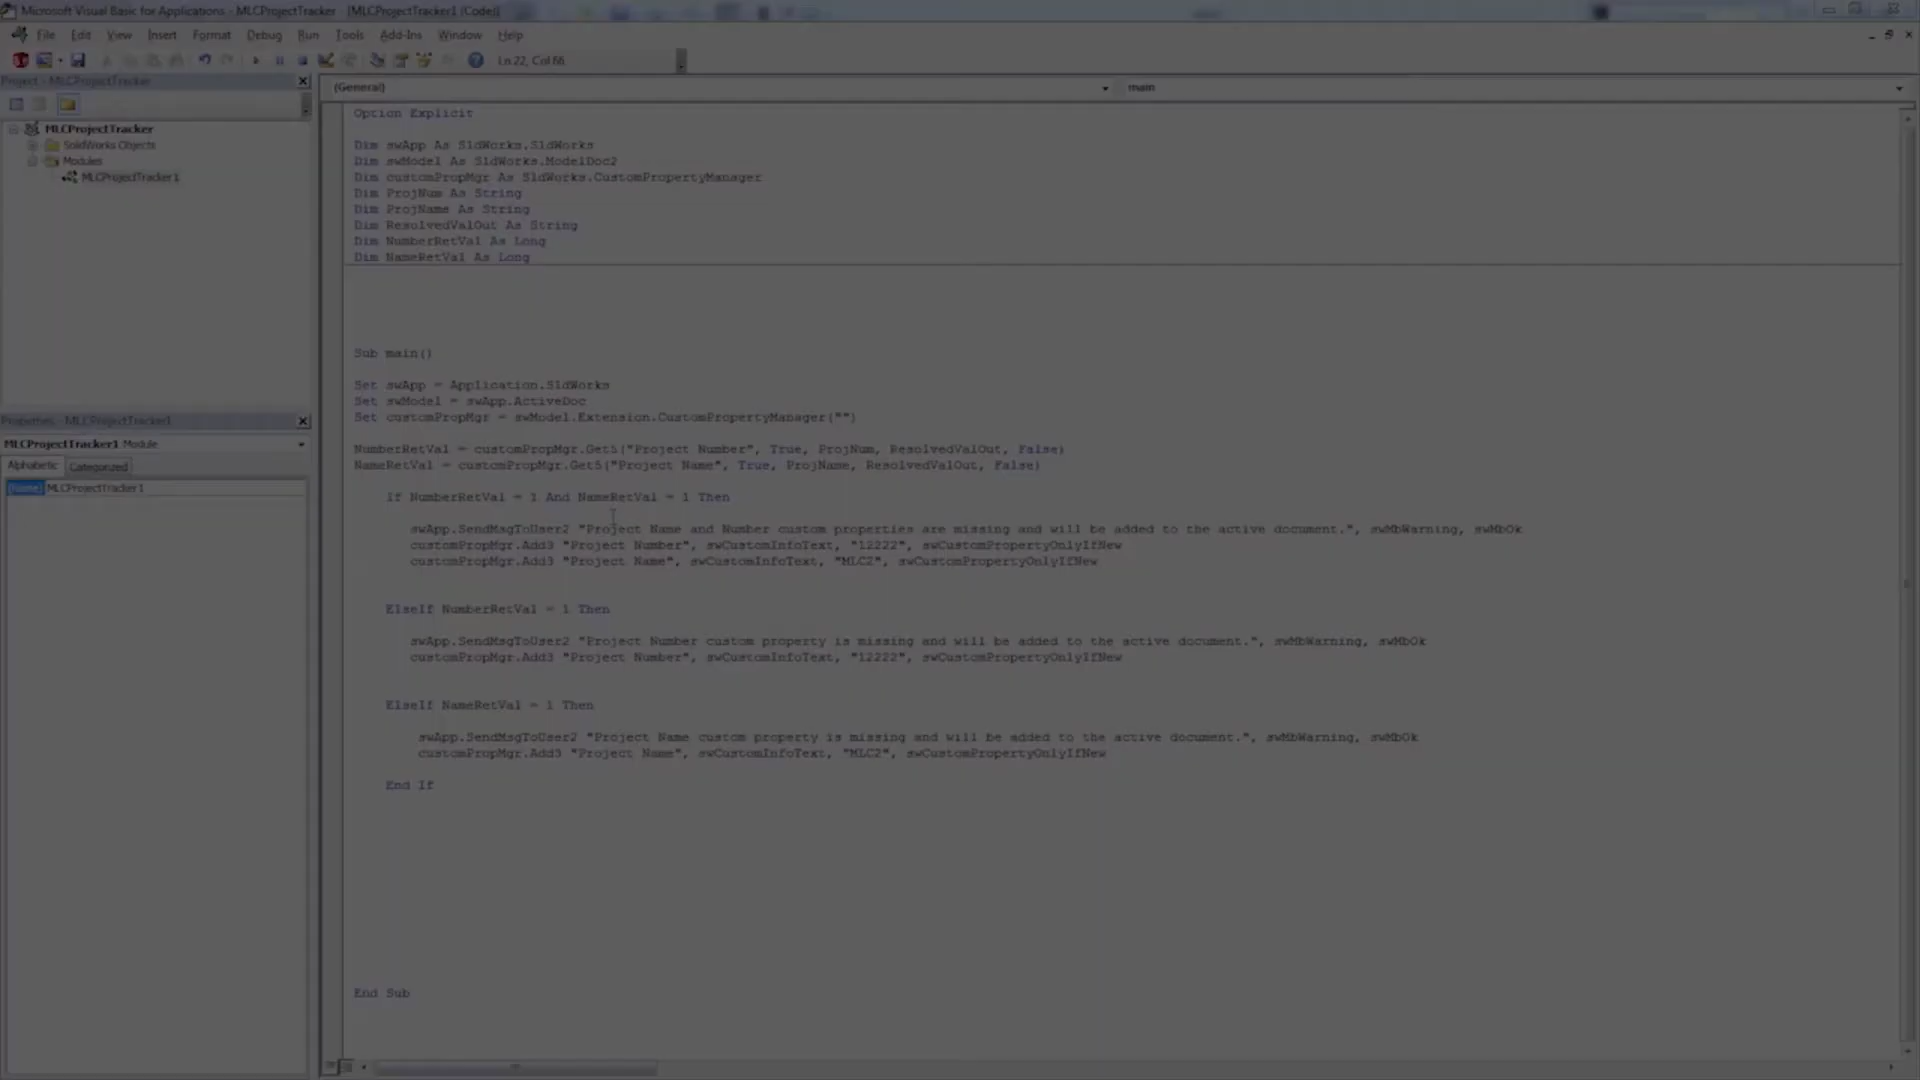 Microsoft Visual Basic for Applications - MLCProjectTracker - [MLCProjectTracker1 (Code)]
File Edit View Insert Format Debug Run Tools Add-Ins Window Help
Ln 22, Col 66
Project - MLCProjectTracker
(General)
main
MLCProjectTracker
SolidWorks Objects
Modules
MLCProjectTracker1
Properties - MLCProjectTracker1
MLCProjectTracker1 Module
Alphabetic Categorized
(Name) MLCProjectTracker1
Option Explicit
Dim swApp As SldWorks.SldWorks
Dim swModel As SldWorks.ModelDoc2
Dim customPropMgr As SldWorks.CustomPropertyManager
Dim ProjNum As String
Dim ProjName As String
Dim ResolvedValOut As String
Dim NumberRetVal As Long
Dim NameRetVal As Long
Sub main()
Set swApp = Application.SldWorks
Set swModel = swApp.ActiveDoc
Set customPropMgr = swModel.Extension.CustomPropertyManager("")
NumberRetVal = customPropMgr.Get5("Project Number", True, ProjNum, ResolvedValOut, False)
NameRetVal = customPropMgr.Get5("Project Name", True, ProjName, ResolvedValOut, False)
If NumberRetVal = 1 And NameRetVal = 1 Then
swApp.SendMsgToUser2 "Project Name and Number custom properties are missing and will be added to the active document.", swMbWarning, swMbOk
customPropMgr.Add3 "Project Number", swCustomInfoText, "12222", swCustomPropertyOnlyIfNew
customPropMgr.Add3 "Project Name", swCustomInfoText, "MLC2", swCustomPropertyOnlyIfNew
ElseIf NumberRetVal = 1 Then
swApp.SendMsgToUser2 "Project Number custom property is missing and will be added to the active document.", swMbWarning, swMbOk
customPropMgr.Add3 "Project Number", swCustomInfoText, "12222", swCustomPropertyOnlyIfNew
ElseIf NameRetVal = 1 Then
swApp.SendMsgToUser2 "Project Name custom property is missing and will be added to the active document.", swMbWarning, swMbOk
customPropMgr.Add3 "Project Name", swCustomInfoText, "MLC2", swCustomPropertyOnlyIfNew
End If
End Sub